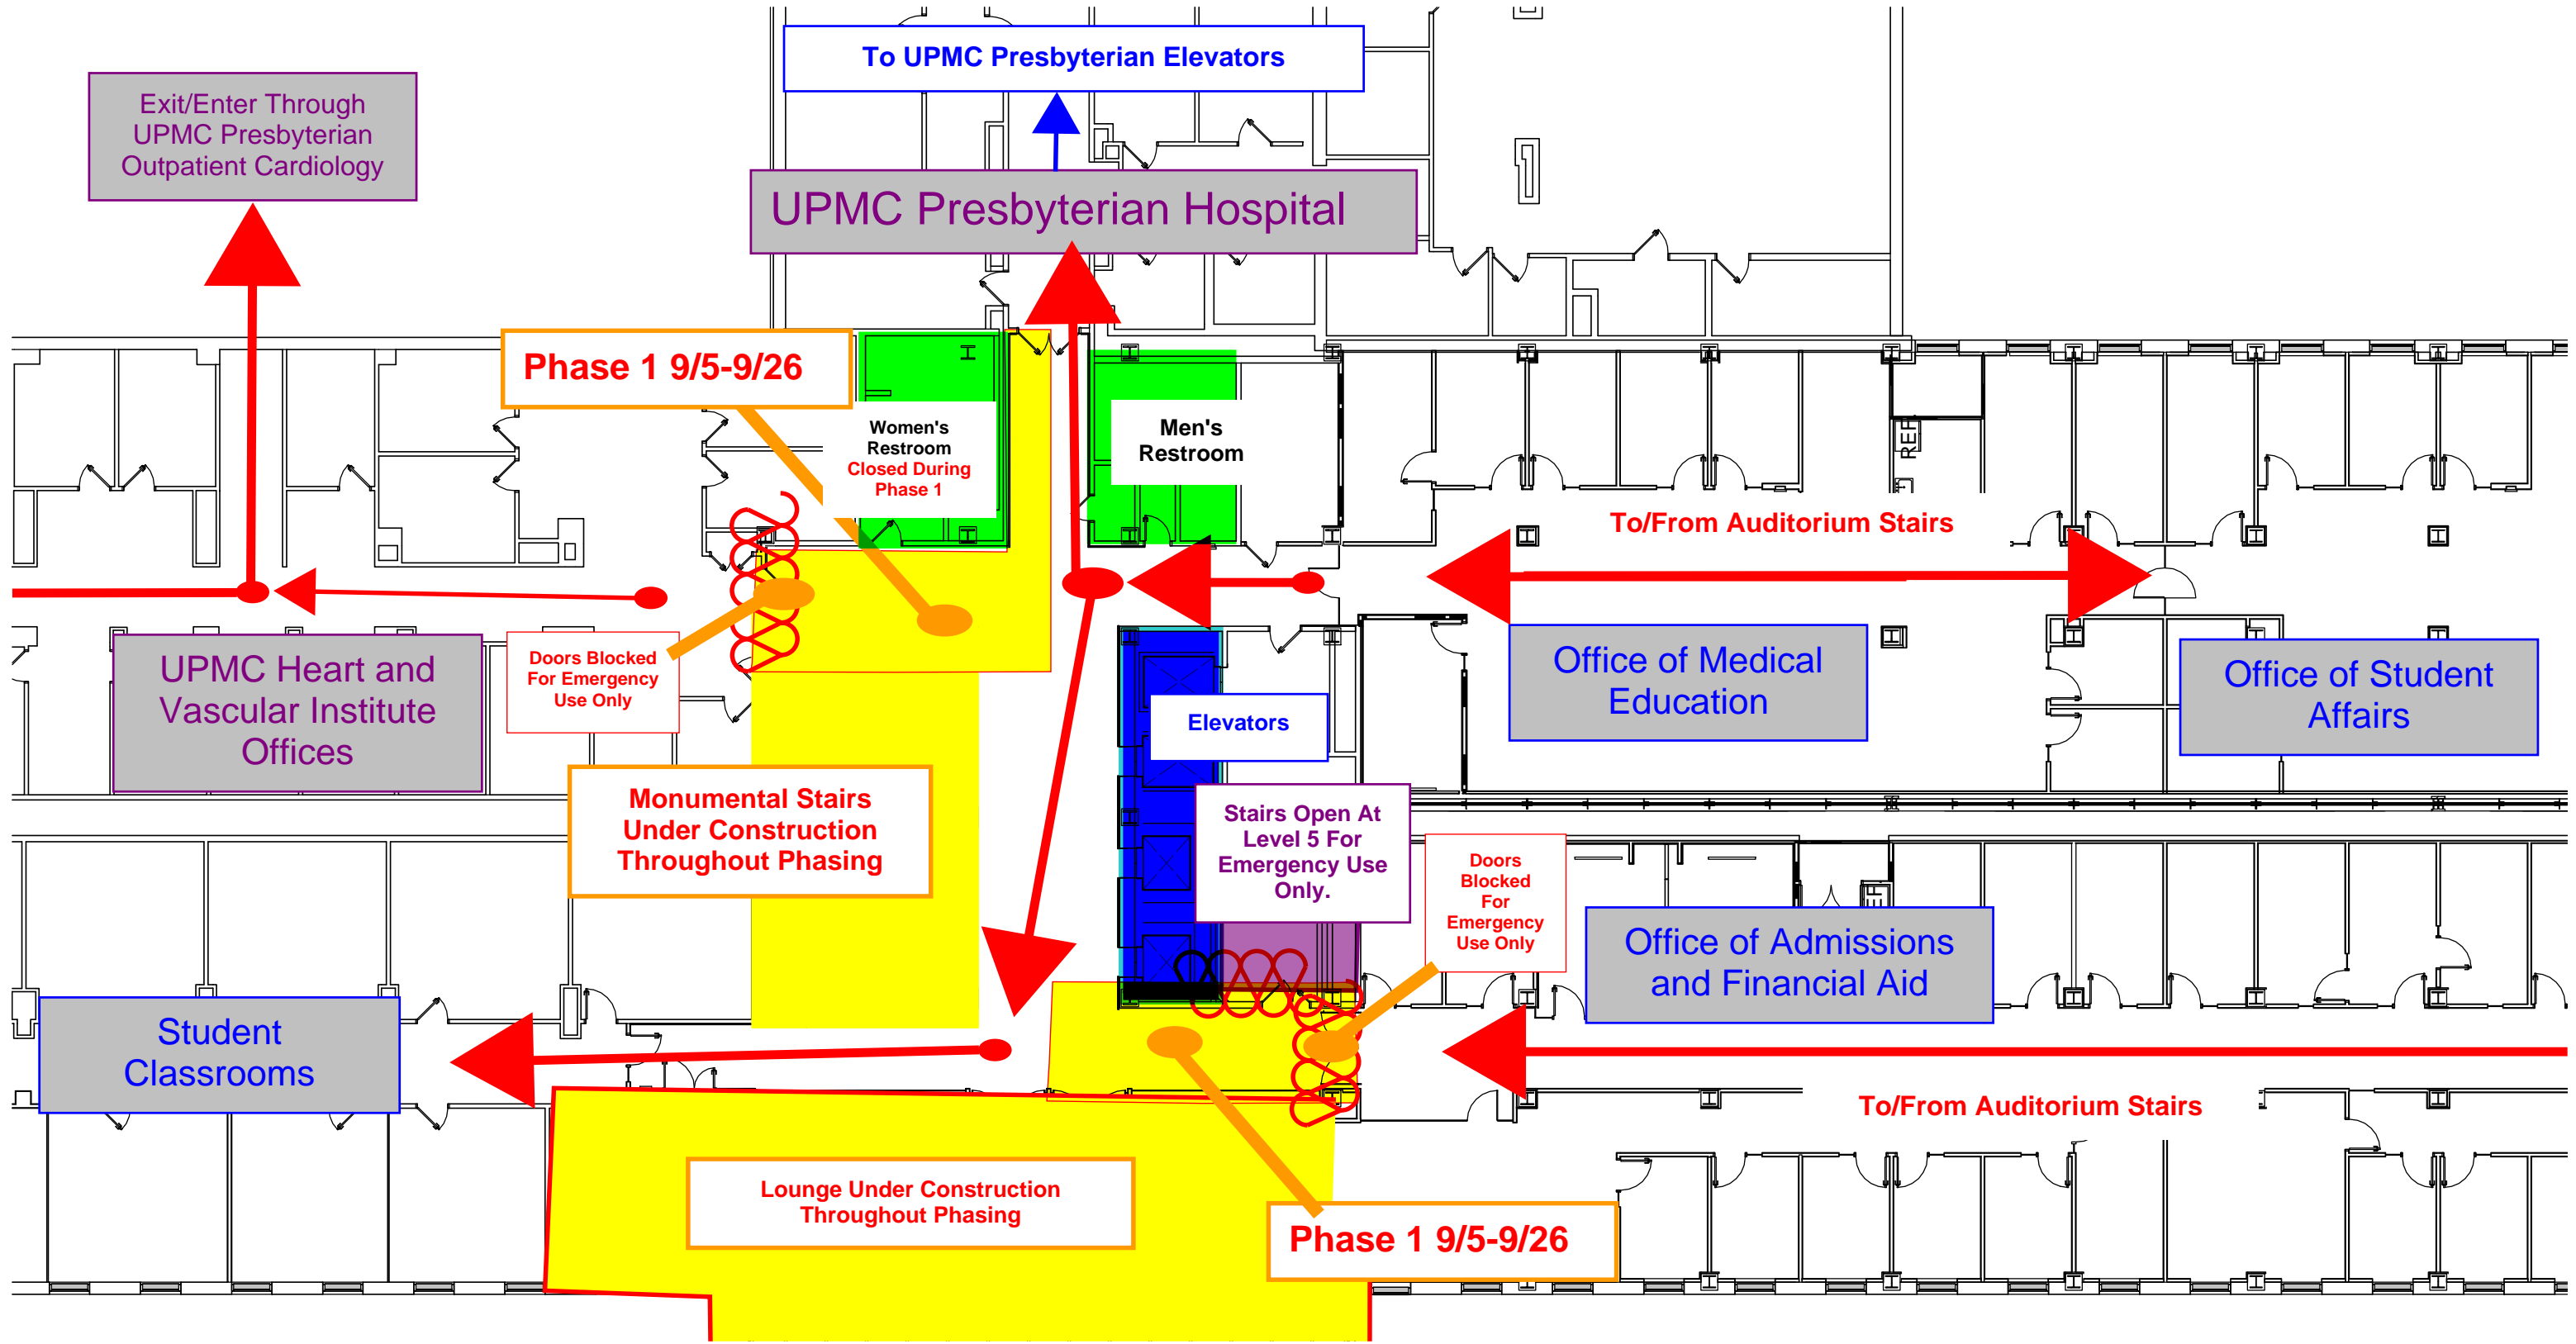 To UPMC Presbyterian Elevators
Exit/Enter Through
UPMC Presbyterian
Outpatient Cardiology
UPMC Presbyterian Hospital
Phase 1 9/5-9/26
Women's
Restroom
Closed During
Phase 1
Men's
Restroom
REF
To/From Auditorium Stairs
UPMC Heart and
Vascular Institute
Offices
Doors Blocked
For Emergency
Use Only
Elevators
Office of Medical
Education
Office of Student
Affairs
Monumental Stairs
Under Construction
Throughout Phasing
Stairs Open At
Level 5 For
Emergency Use
Only.
Doors
Blocked
For
Emergency
Use Only
Office of Admissions
and Financial Aid
Student
Classrooms
To/From Auditorium Stairs
Lounge Under Construction
Throughout Phasing
Phase 1 9/5-9/26